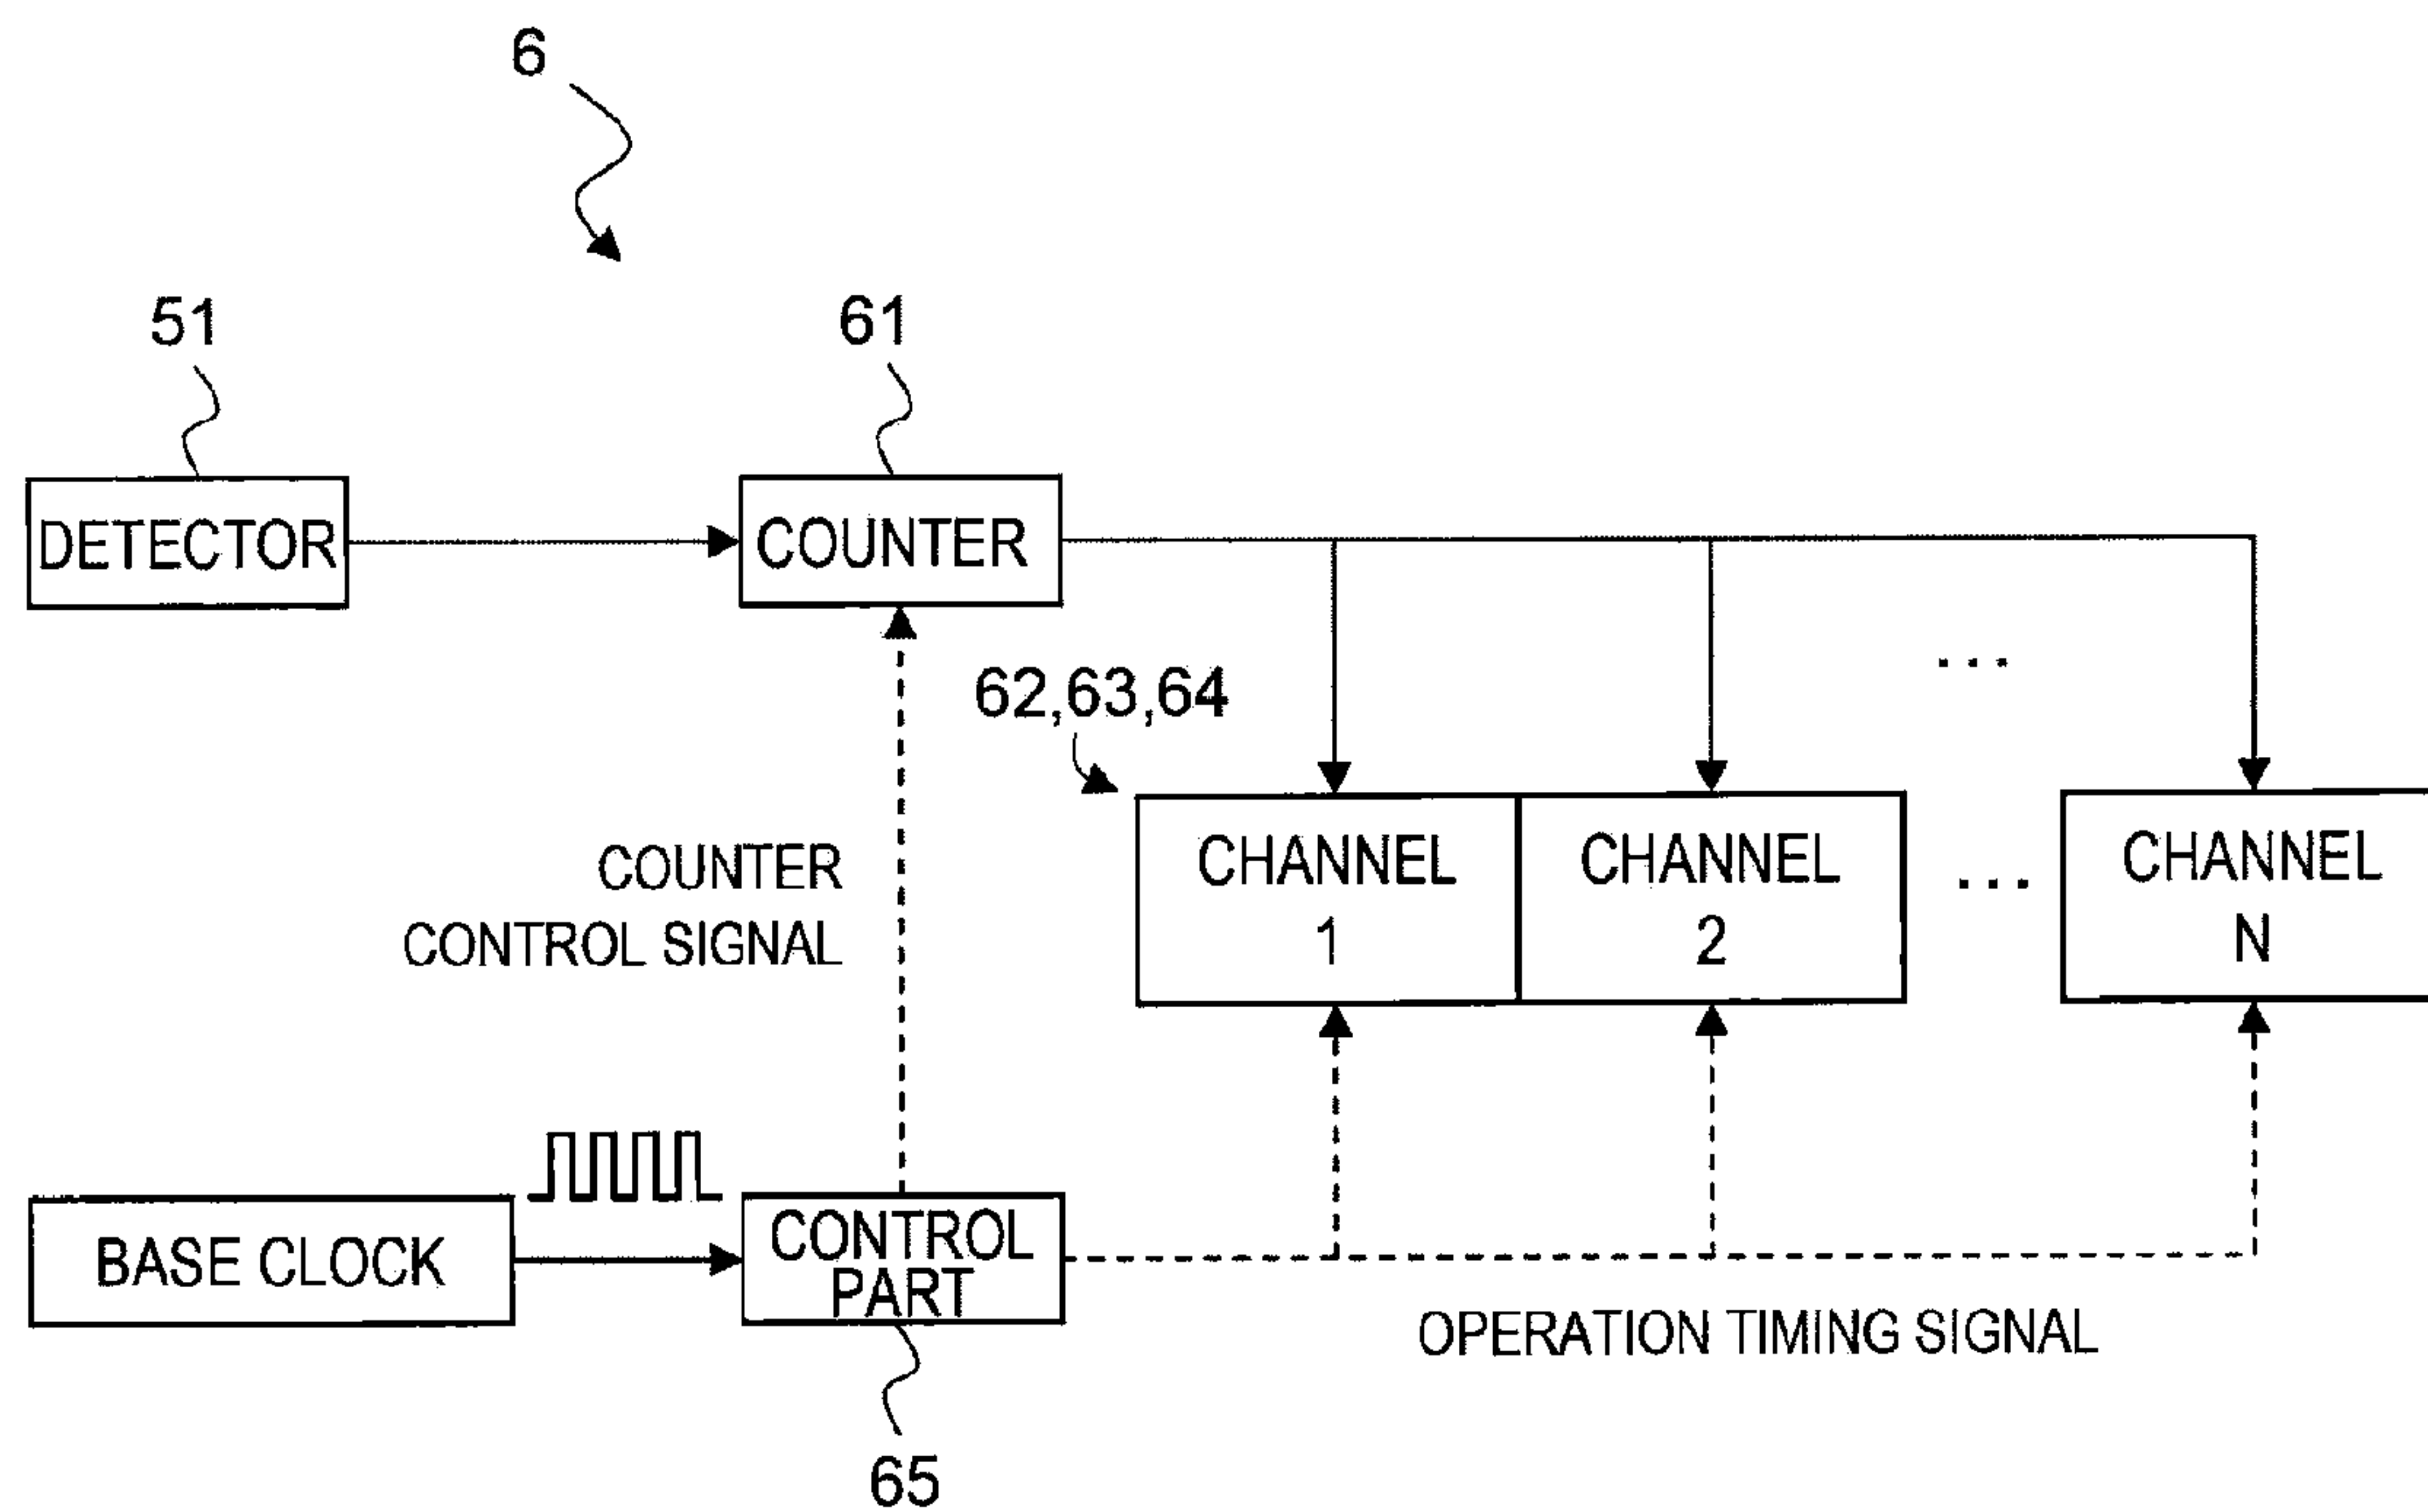 6
51
61
DETECTOR
COUNTER
...
62,63,64
COUNTER
CONTROL SIGNAL
CHANNEL
1
CHANNEL
2
...
CHANNEL
N
BASE CLOCK
CONTROL
PART
OPERATION TIMING SIGNAL
65